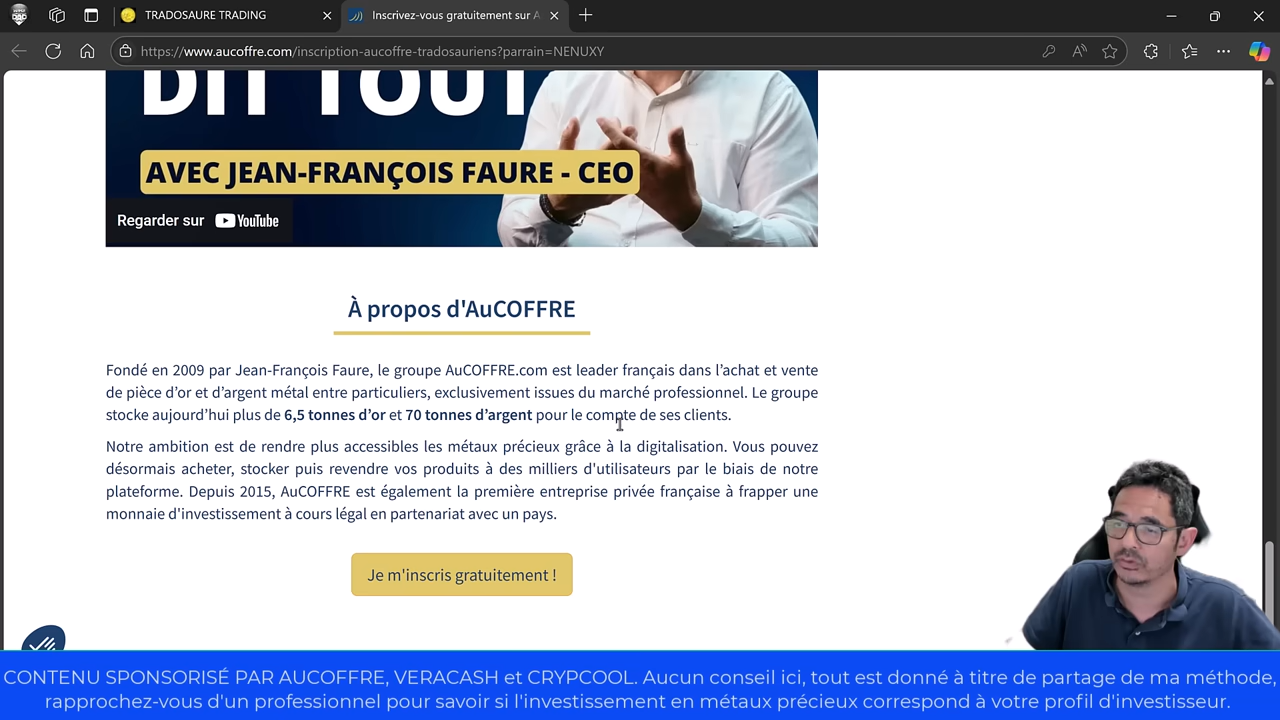 TRADOSAURE TRADING
Inscrivez-vous gratuitement sur A
https://www.aucoffre.com/inscription-aucoffre-tradosauriens?parrain=NENUXY
DIT TOUT
AVEC JEAN-FRANÇOIS FAURE - CEO
Regarder sur YouTube
À propos d'AuCOFFRE
Fondé en 2009 par Jean-François Faure, le groupe AuCOFFRE.com est leader français dans l’achat et vente
de pièce d’or et d’argent métal entre particuliers, exclusivement issues du marché professionnel. Le groupe
stocke aujourd’hui plus de 6,5 tonnes d’or et 70 tonnes d’argent pour le compte de ses clients.
Notre ambition est de rendre plus accessibles les métaux précieux grâce à la digitalisation. Vous pouvez
désormais acheter, stocker puis revendre vos produits à des milliers d'utilisateurs par le biais de notre
plateforme. Depuis 2015, AuCOFFRE est également la première entreprise privée française à frapper une
monnaie d'investissement à cours légal en partenariat avec un pays.
Je m'inscris gratuitement !
CONTENU SPONSORISÉ PAR AUCOFFRE, VERACASH et CRYPCOOL. Aucun conseil ici, tout est donné à titre de partage de ma méthode,
rapprochez-vous d'un professionnel pour savoir si l'investissement en métaux précieux correspond à votre profil d'investisseur.